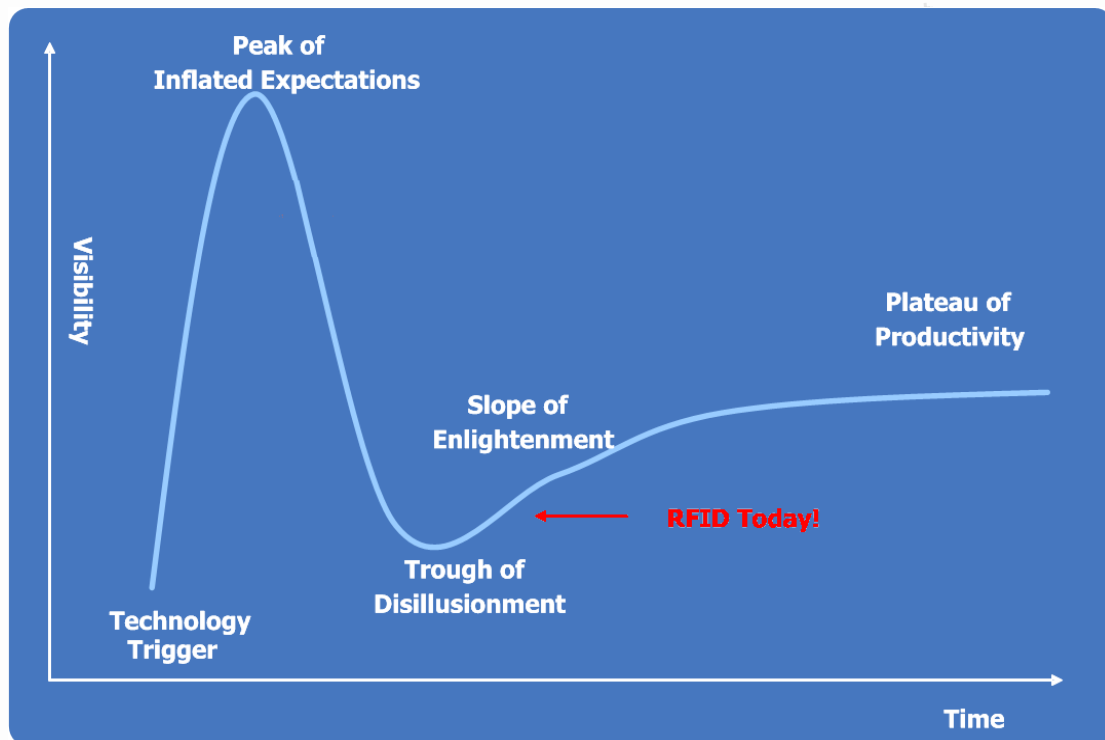 Peak of
Inflated Expectations
Visibility
Plateau of
Productivity
Slope of
Enlightenment
RFID Today!
Trough of
Disillusionment
Technology
Trigger
Time